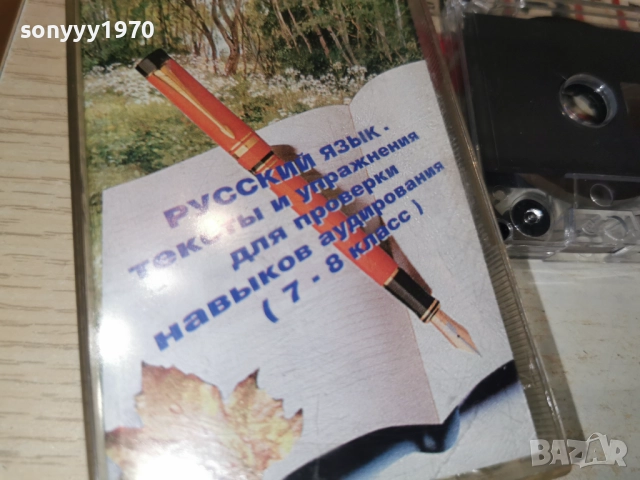 sonyyy1970
РУССКИЙ ЯЗЫК -
тексты и упражнения
для проверки
навыков аудирования
( 7 - 8 класс )
BAZAR